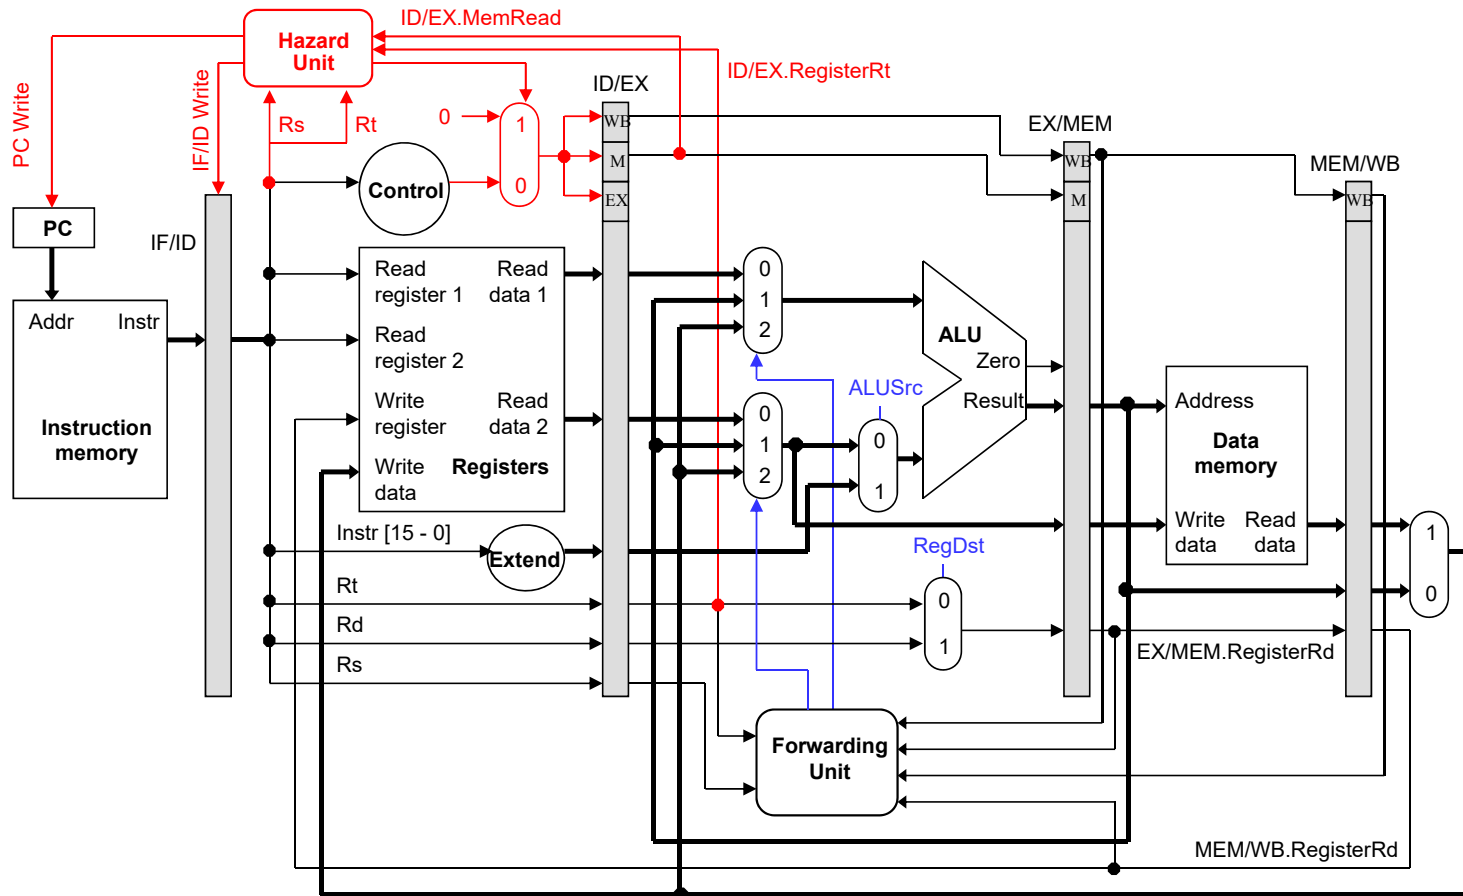 ID/EX.MemRead
Hazard
Unit
ID/EX.RegisterRt
PC Write
IF/ID Write
Rs
Rt
0
1
0
Control
ID/EX
WB
M
EX
EX/MEM
WB
M
MEM/WB
WB
PC
IF/ID
Addr
Instr
Instruction
memory
Read
register 1
Read
data 1
Read
register 2
Write
register
Read
data 2
Write
data
Registers
0
1
2
0
1
2
ALUSrc
0
1
ALU
Zero
Result
Address
Data
memory
Write
data
Read
data
1
0
Instr [15 - 0]
Extend
RegDst
0
1
Rt
Rd
Rs
EX/MEM.RegisterRd
Forwarding
Unit
MEM/WB.RegisterRd